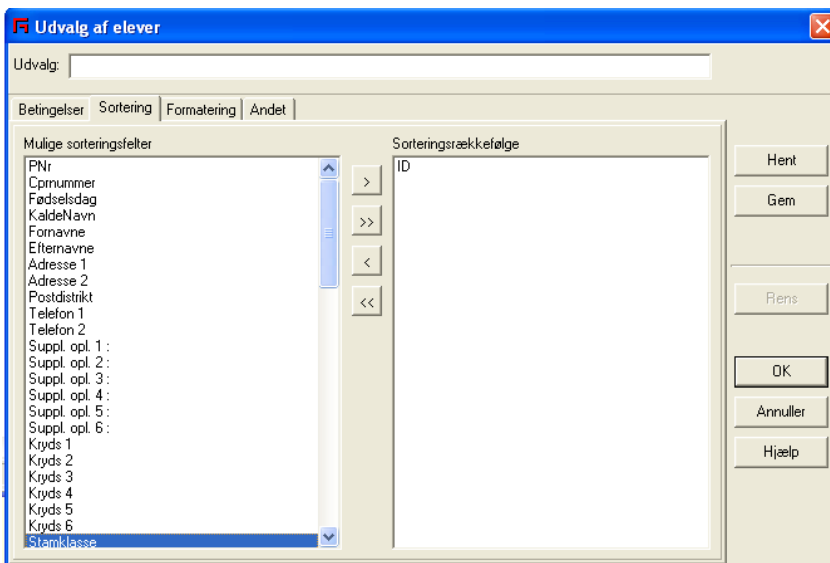 Udvalg af elever
Udvalg:
Betingelser Sortering Formatering Andet
Mulige sorteringsfelter
PNr
Cprnummer
Fødselsdag
KaldeNavn
Fornavne
Efternavne
Adresse 1
Adresse 2
Postdistrikt
Telefon 1
Telefon 2
Suppl. opl. 1 :
Suppl. opl. 2 :
Suppl. opl. 3 :
Suppl. opl. 4 :
Suppl. opl. 5 :
Suppl. opl. 6 :
Kryds 1
Kryds 2
Kryds 3
Kryds 4
Kryds 5
Kryds 6
Stamklasse
>
>>
<
<<
Sorteringsrækkefølge
ID
Hent
Gem
Rens
OK
Annuller
Hjælp